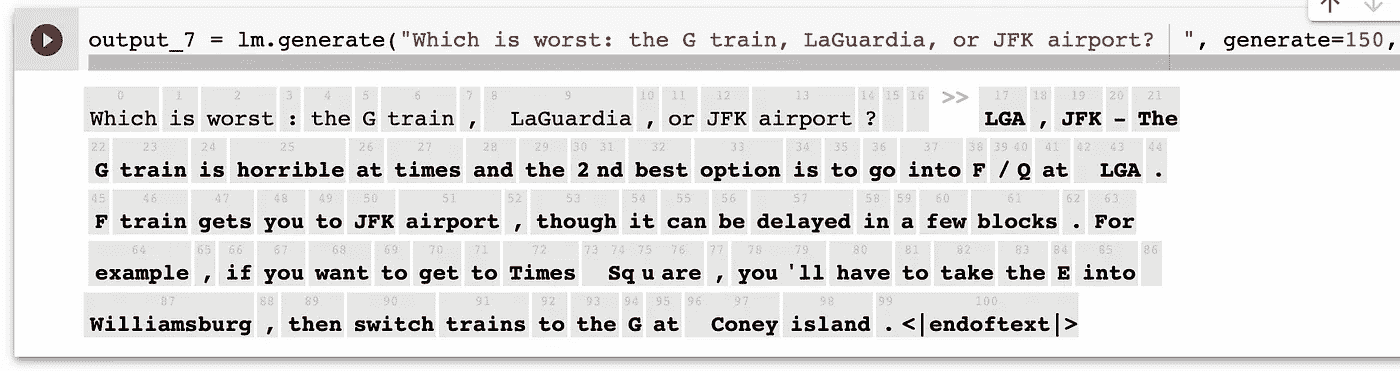 output_7 = lm.generate("Which is worst: the G train, LaGuardia, or JFK airport? ", generate=150,
0 1 2 3 4 5 6 7 8 9 10 11 12 13 14 15 16 17 18 19 20 21
Which is worst : the G train , LaGuardia , or JFK airport ? >> LGA , JFK – The
22 23 24 25 26 27 28 29 30 31 32 33 34 35 36 37 38 39 40 41 42 43 44
G train is horrible at times and the 2 nd best option is to go into F / Q at LGA .
45 46 47 48 49 50 51 52 53 54 55 56 57 58 59 60 61 62 63
F train gets you to JFK airport , though it can be delayed in a few blocks . For
64 65 66 67 68 69 70 71 72 73 74 75 76 77 78 79 80 81 82 83 84 85 86
example , if you want to get to Times Sq u are , you 'll have to take the E into
87 88 89 90 91 92 93 94 95 96 97 98 99 100
Williamsburg , then switch trains to the G at Coney island . <|endoftext|>